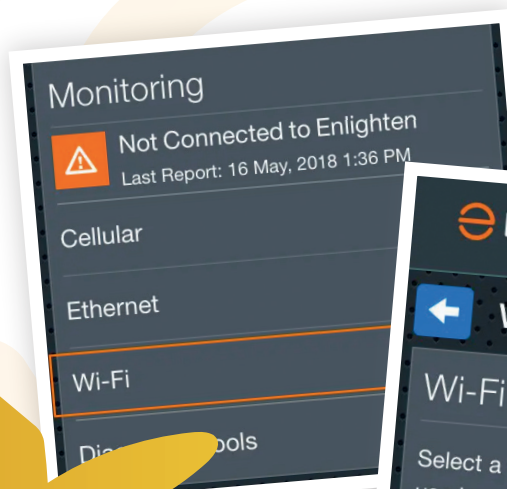 Monitoring
Not Connected to Enlighten
Last Report: 16 May, 2018 1:36 PM
Cellular
Ethernet
Wi-Fi
Wi-Fi
Select a